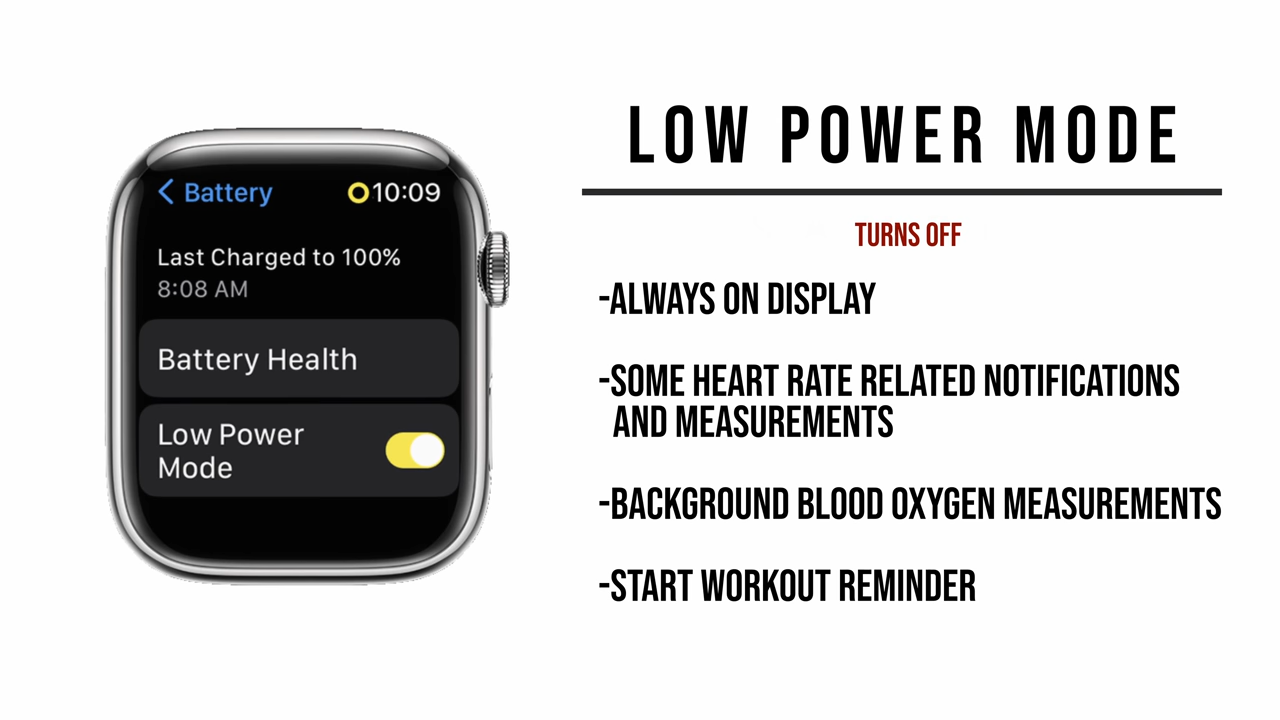 Battery 10:09
Last Charged to 100%
8:08 AM
Battery Health
Low Power
Mode
LOW POWER MODE
TURNS OFF
-ALWAYS ON DISPLAY
-SOME HEART RATE RELATED NOTIFICATIONS
AND MEASUREMENTS
-BACKGROUND BLOOD OXYGEN MEASUREMENTS
-START WORKOUT REMINDER